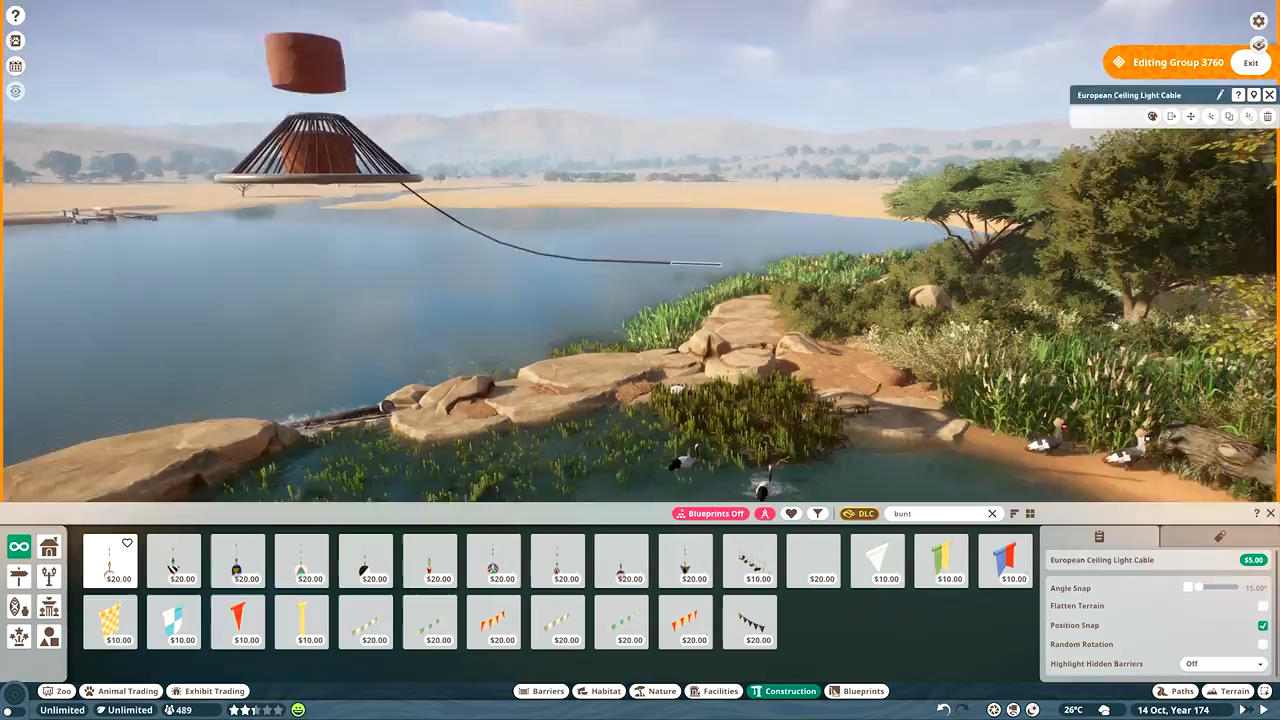 ?
Editing Group 3760
Exit
European Ceiling Light Cable
?
Blueprints Off
DLC
bunt
?
$20.00 $20.00 $20.00 $20.00 $20.00 $20.00 $20.00 $20.00 $20.00 $20.00 $10.00 $20.00 $10.00 $10.00 $10.00
$10.00 $10.00 $10.00 $10.00 $20.00 $20.00 $20.00 $20.00 $20.00 $20.00 $20.00
European Ceiling Light Cable $5.00
Angle Snap 15.00°
Flatten Terrain
Position Snap
Random Rotation
Highlight Hidden Barriers Off
Zoo Animal Trading Exhibit Trading Barriers Habitat Nature Facilities Construction Blueprints Paths Terrain
Unlimited Unlimited 489 26°C 14 Oct, Year 174